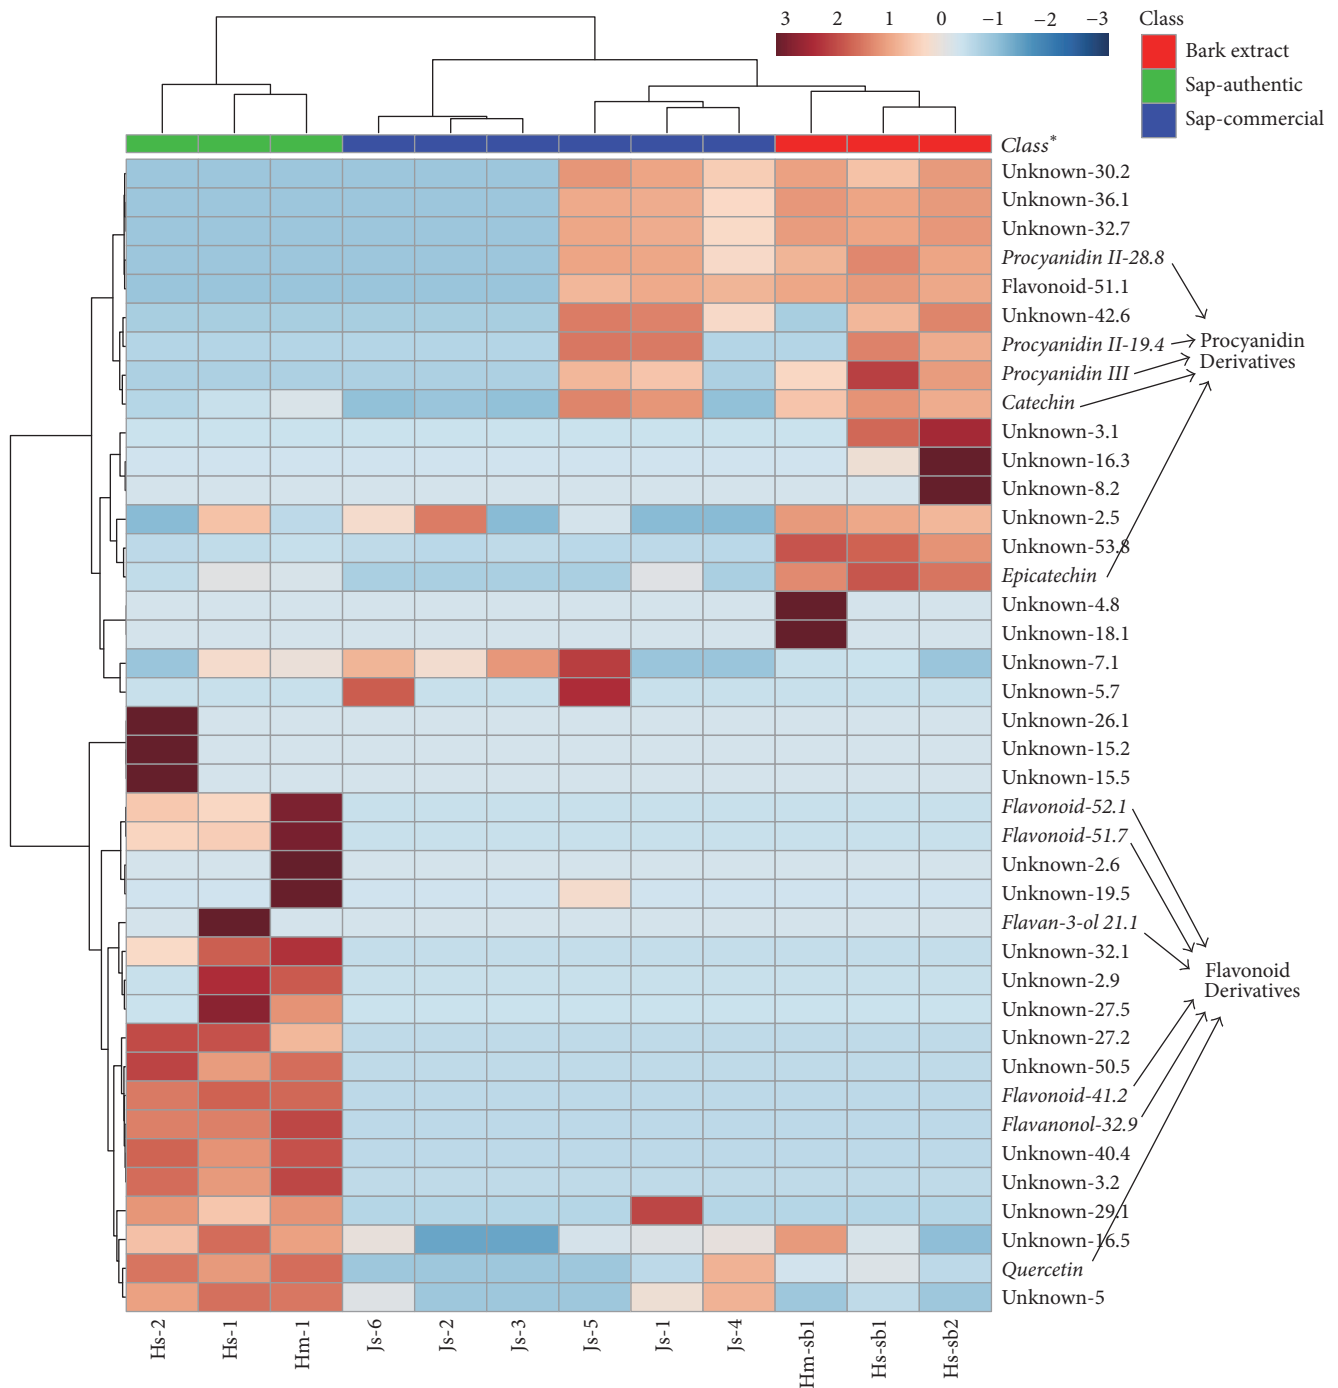 3 2 1 0 −1 −2 −3
Class
Bark extract
Sap-authentic
Sap-commercial
Class*
Unknown-30.2
Unknown-36.1
Unknown-32.7
Procyanidin II-28.8
Flavonoid-51.1
Unknown-42.6
Procyanidin II-19.4
Procyanidin III
Catechin
Procyanidin
Derivatives
Unknown-3.1
Unknown-16.3
Unknown-8.2
Unknown-2.5
Unknown-53.8
Epicatechin
Unknown-4.8
Unknown-18.1
Unknown-7.1
Unknown-5.7
Unknown-26.1
Unknown-15.2
Unknown-15.5
Flavonoid-52.1
Flavonoid-51.7
Unknown-2.6
Unknown-19.5
Flavan-3-ol 21.1
Unknown-32.1
Unknown-2.9
Unknown-27.5
Flavonoid
Derivatives
Unknown-27.2
Unknown-50.5
Flavonoid-41.2
Flavanonol-32.9
Unknown-40.4
Unknown-3.2
Unknown-29.1
Unknown-16.5
Quercetin
Unknown-5
Hs-2
Hs-1
Hm-1
Js-6
Js-2
Js-3
Js-5
Js-1
Js-4
Hm-sb1
Hs-sb1
Hs-sb2